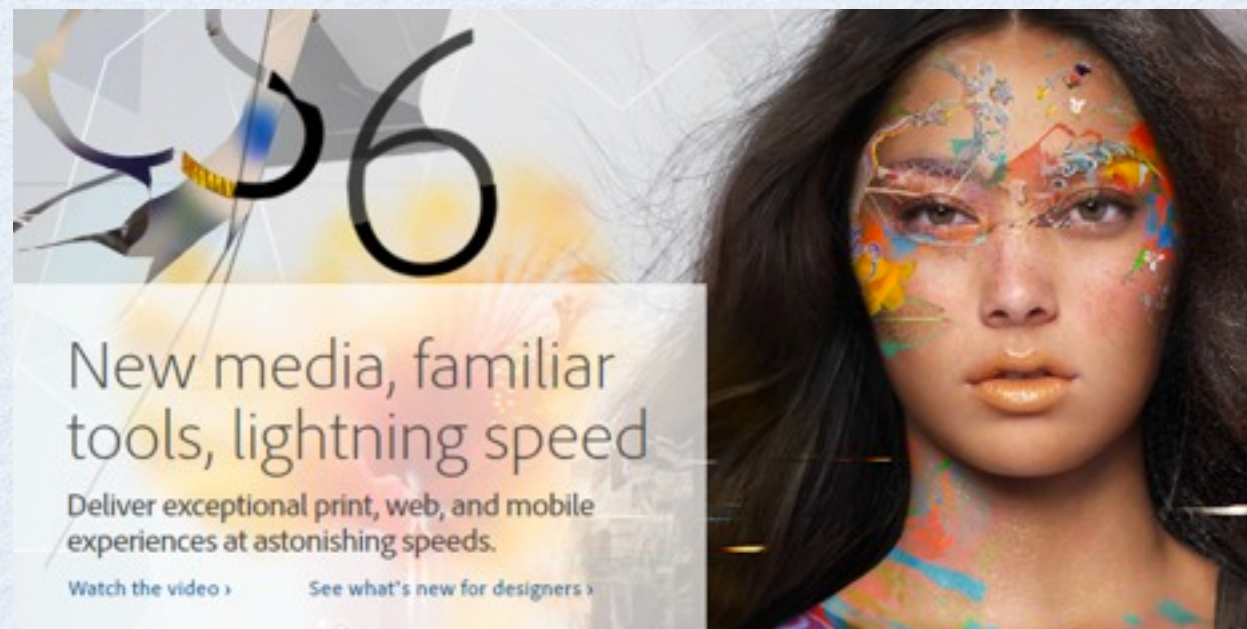 S6
New media, familiar
tools, lightning speed
Deliver exceptional print, web, and mobile
experiences at astonishing speeds.
Watch the video ›
See what's new for designers ›